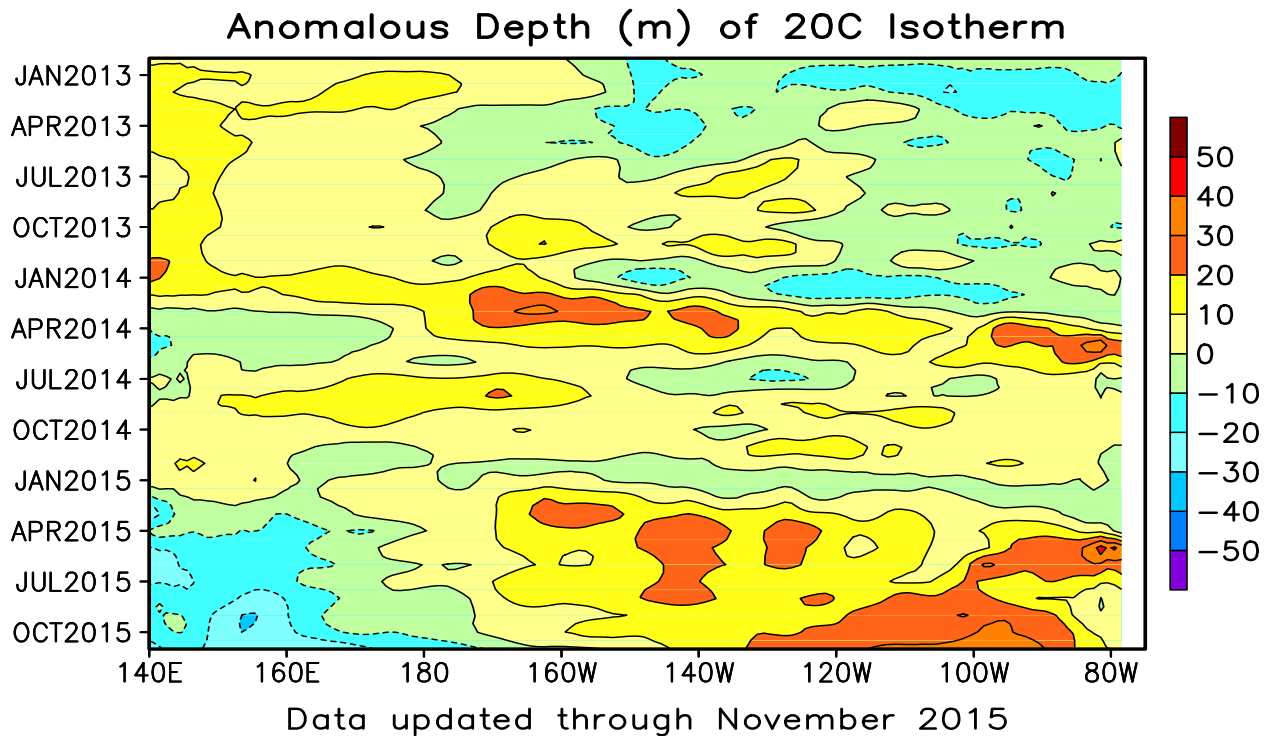 Anomalous Depth (m) of 20C Isotherm
JAN2013
APR2013
JUL2013
OCT2013
JAN2014
APR2014
JUL2014
OCT2014
JAN2015
APR2015
JUL2015
OCT2015
140E 160E 180 160W 140W 120W 100W 80W
50
40
30
20
10
0
−10
−20
−30
−40
−50
Data updated through November 2015